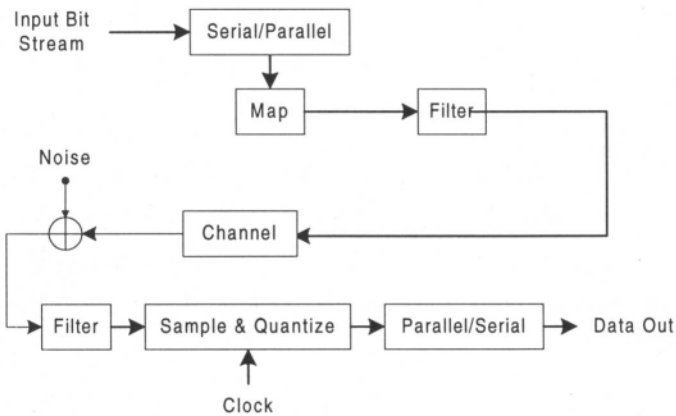 Input Bit
Stream
Serial/Parallel
Map
Filter
Noise
Channel
Filter
Sample & Quantize
Parallel/Serial
Data Out
Clock